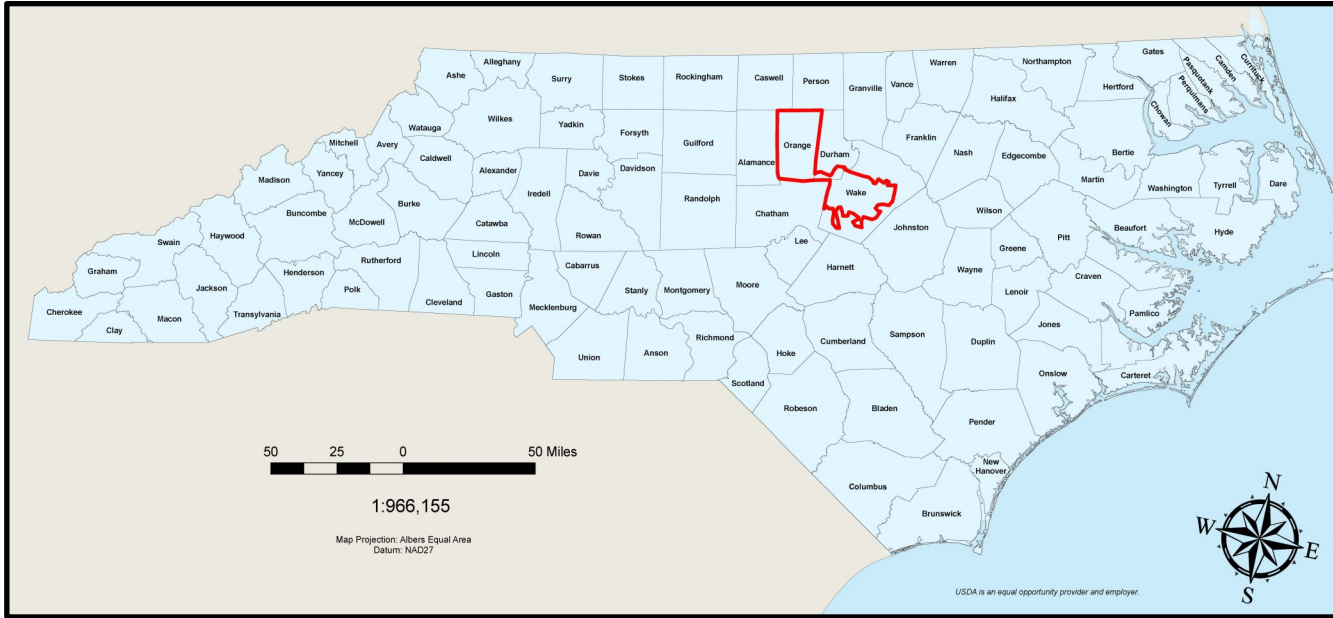 Gates
Pasquotank
Camden
Currituck
Perquimans
Chowan
Alleghany
Ashe
Surry
Stokes
Rockingham
Caswell
Person
Granville
Vance
Warren
Northampton
Halifax
Hertford
Wilkes
Yadkin
Forsyth
Guilford
Alamance
Orange
Durham
Franklin
Nash
Edgecombe
Bertie
Watauga
Mitchell
Avery
Caldwell
Alexander
Davie
Davidson
Iredell
Madison
Yancey
Randolph
Chatham
Wake
Martin
Washington
Tyrrell
Dare
Buncombe
McDowell
Burke
Catawba
Rowan
Johnston
Wilson
Pitt
Beaufort
Hyde
Swain
Haywood
Lincoln
Lee
Greene
Graham
Jackson
Henderson
Rutherford
Polk
Cleveland
Gaston
Cabarrus
Stanly
Montgomery
Moore
Harnett
Wayne
Lenoir
Craven
Pamlico
Cherokee
Clay
Macon
Transylvania
Mecklenburg
Union
Anson
Richmond
Hoke
Cumberland
Sampson
Duplin
Jones
Onslow
Carteret
Scotland
Robeson
Bladen
Pender
New
Hanover
Columbus
Brunswick
50 25 0 50 Miles
1:966,155
Map Projection: Albers Equal Area
Datum: NAD27
N
W
E
S
USDA is an equal opportunity provider and employer.